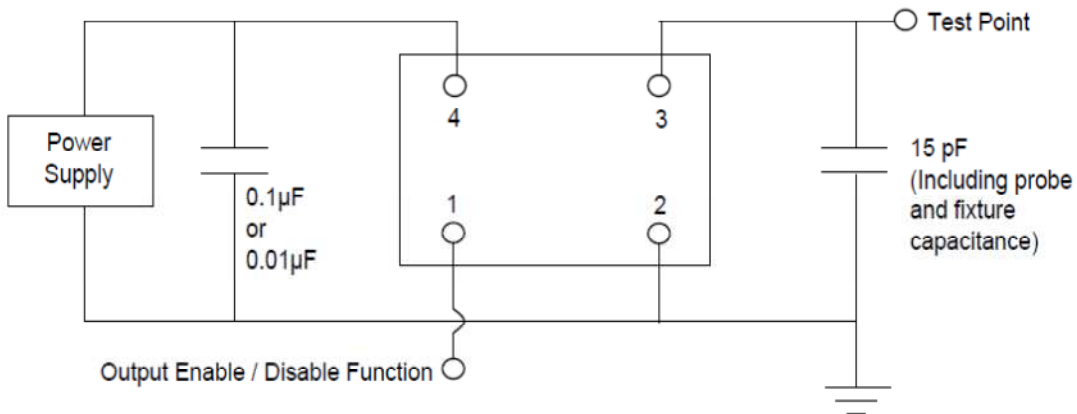 Test Point
4
3
Power
Supply
15 pF
(Including probe
and fixture
capacitance)
0.1µF
or
0.01µF
1
2
Output Enable / Disable Function